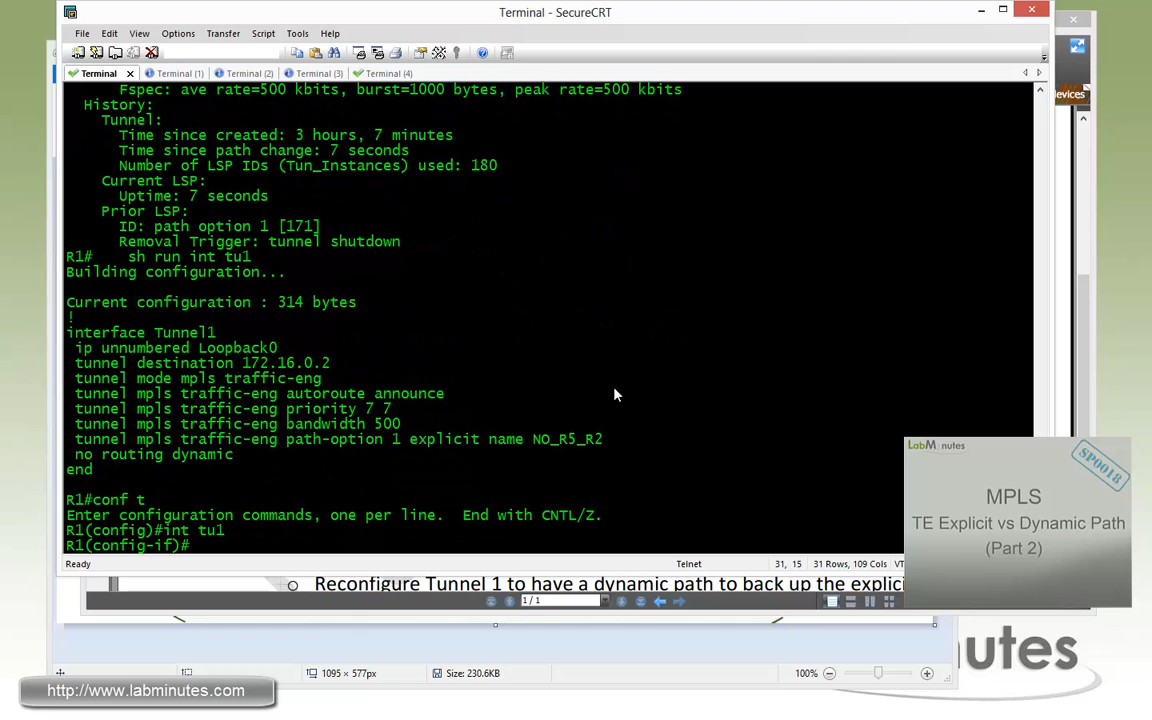 Terminal - SecureCRT
File Edit View Options Transfer Script Tools Help
Terminal Terminal (1) Terminal (2) Terminal (3) Terminal (4)
evices
Fspec: ave rate=500 kbits, burst=1000 bytes, peak rate=500 kbits
History:
Tunnel:
Time since created: 3 hours, 7 minutes
Time since path change: 7 seconds
Number of LSP IDs (Tun_Instances) used: 180
Current LSP:
Uptime: 7 seconds
Prior LSP:
ID: path option 1 [171]
Removal Trigger: tunnel shutdown
R1# sh run int tu1
Building configuration...
Current configuration : 314 bytes
!
interface Tunnel1
ip unnumbered Loopback0
tunnel destination 172.16.0.2
tunnel mode mpls traffic-eng
tunnel mpls traffic-eng autoroute announce
tunnel mpls traffic-eng priority 7 7
tunnel mpls traffic-eng bandwidth 500
tunnel mpls traffic-eng path-option 1 explicit name NO_R5_R2
no routing dynamic
end
R1#conf t
Enter configuration commands, one per line. End with CNTL/Z.
R1(config)#int tu1
R1(config-if)#
Ready Telnet 31, 15 31 Rows, 109 Cols VT
LabM nutes
SP0018
MPLS
TE Explicit vs Dynamic Path
(Part 2)
Reconfigure Tunnel 1 to have a dynamic path to back up the explici
1 / 1
nutes
1095 × 577px Size: 230.6KB 100%
http://www.labminutes.com